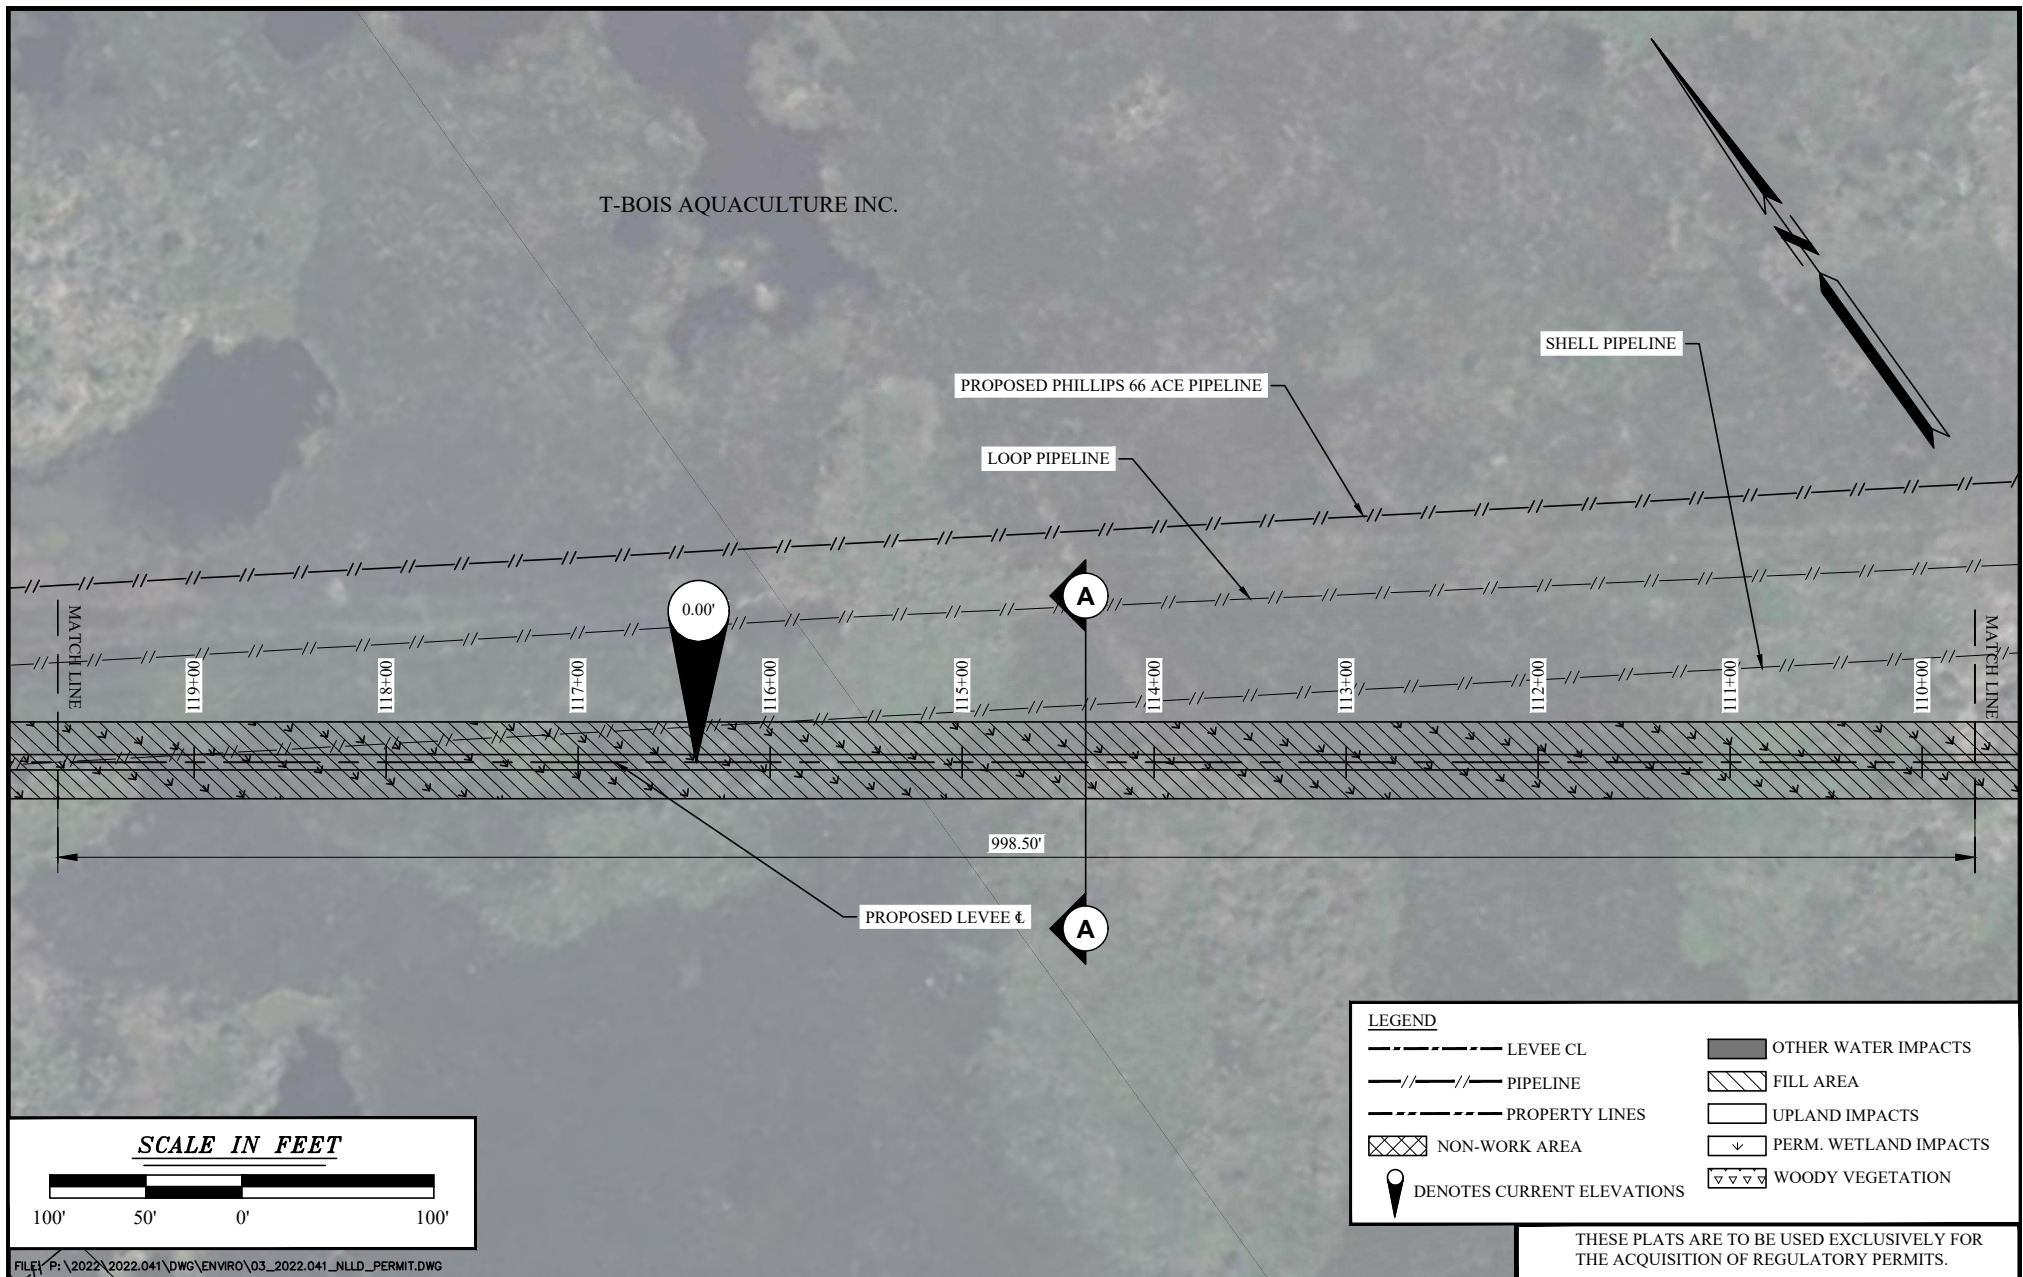 T-BOIS AQUACULTURE INC.
N
SHELL PIPELINE
PROPOSED PHILLIPS 66 ACE PIPELINE
LOOP PIPELINE
A
0.00'
MATCH LINE
119+00
118+00
117+00
116+00
115+00
114+00
113+00
112+00
111+00
110+00
MATCH LINE
998.50'
PROPOSED LEVEE ℄
A
LEGEND
LEVEE CL
PIPELINE
PROPERTY LINES
NON-WORK AREA
DENOTES CURRENT ELEVATIONS
OTHER WATER IMPACTS
FILL AREA
UPLAND IMPACTS
PERM. WETLAND IMPACTS
WOODY VEGETATION
SCALE IN FEET
100' 50' 0' 100'
FILE: P:\2022\2022.041\DWG\ENVIRO\03_2022.041_NLLD_PERMIT.DWG
THESE PLATS ARE TO BE USED EXCLUSIVELY FOR
THE ACQUISITION OF REGULATORY PERMITS.